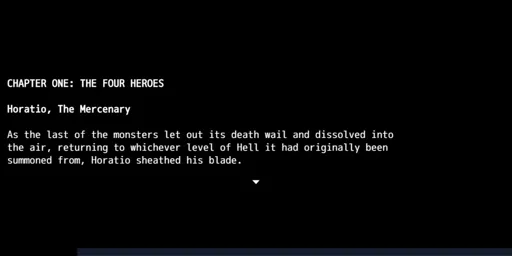 CHAPTER ONE: THE FOUR HEROES
Horatio, The Mercenary
As the last of the monsters let out its death wail and dissolved into
the air, returning to whichever level of Hell it had originally been
summoned from, Horatio sheathed his blade.